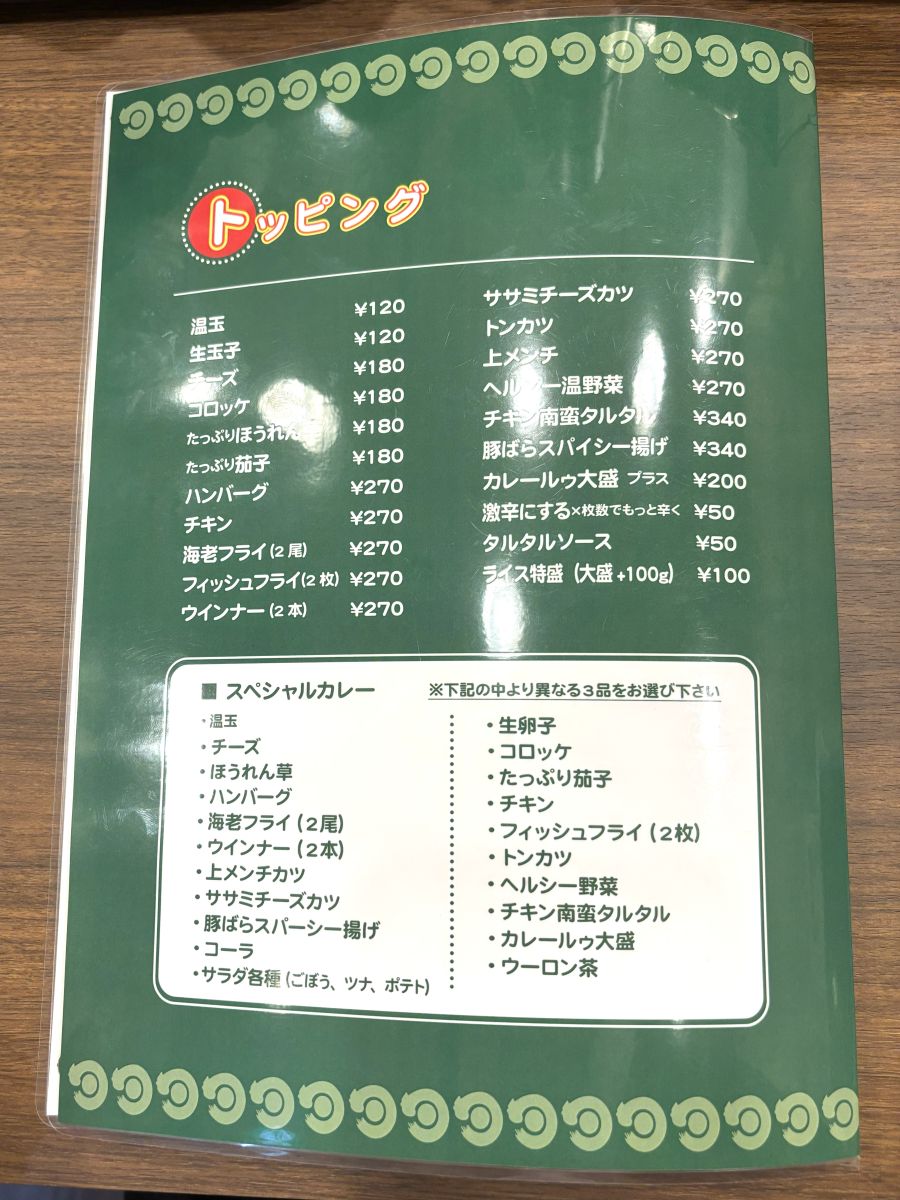 トッピング
温玉 ¥120
生玉子 ¥120
チーズ ¥180
コロッケ ¥180
たっぷりほうれん ¥180
たっぷり茄子 ¥180
ハンバーグ ¥270
チキン ¥270
海老フライ(2尾) ¥270
フィッシュフライ(2枚) ¥270
ウインナー(2本) ¥270
ササミチーズカツ ¥270
トンカツ ¥270
上メンチ ¥270
ヘルシー温野菜 ¥270
チキン南蛮タルタル ¥340
豚ばらスパイシー揚げ ¥340
カレールゥ大盛 プラス ¥200
激辛にする×枚数でもっと辛く ¥50
タルタルソース ¥50
ライス特盛(大盛+100g) ¥100
■ スペシャルカレー ※下記の中より異なる3品をお選び下さい
・温玉
・チーズ
・ほうれん草
・ハンバーグ
・海老フライ(2尾)
・ウインナー(2本)
・上メンチカツ
・ササミチーズカツ
・豚ばらスパーシー揚げ
・コーラ
・サラダ各種(ごぼう、ツナ、ポテト)
・生卵子
・コロッケ
・たっぷり茄子
・チキン
・フィッシュフライ(2枚)
・トンカツ
・ヘルシー野菜
・チキン南蛮タルタル
・カレールゥ大盛
・ウーロン茶